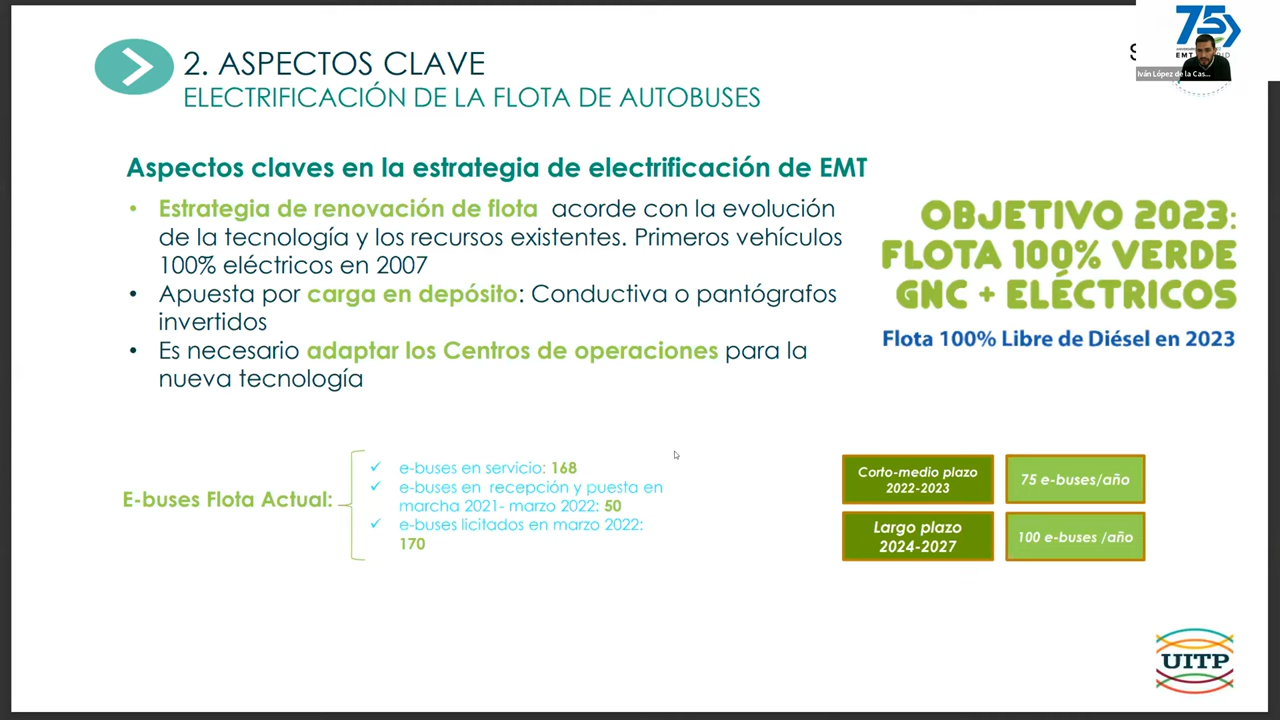 2. ASPECTOS CLAVE
ELECTRIFICACIÓN DE LA FLOTA DE AUTOBUSES
75
EMT
Iván López de la Cas...
Aspectos claves en la estrategia de electrificación de EMT
• Estrategia de renovación de flota acorde con la evolución
de la tecnología y los recursos existentes. Primeros vehículos
100% eléctricos en 2007
• Apuesta por carga en depósito: Conductiva o pantógrafos
invertidos
• Es necesario adaptar los Centros de operaciones para la
nueva tecnología
OBJETIVO 2023:
FLOTA 100% VERDE
GNC + ELÉCTRICOS
Flota 100% Libre de Diésel en 2023
E-buses Flota Actual:
✓ e-buses en servicio: 168
✓ e-buses en recepción y puesta en
marcha 2021- marzo 2022: 50
✓ e-buses licitados en marzo 2022:
170
Corto-medio plazo
2022-2023
75 e-buses/año
Largo plazo
2024-2027
100 e-buses /año
UITP